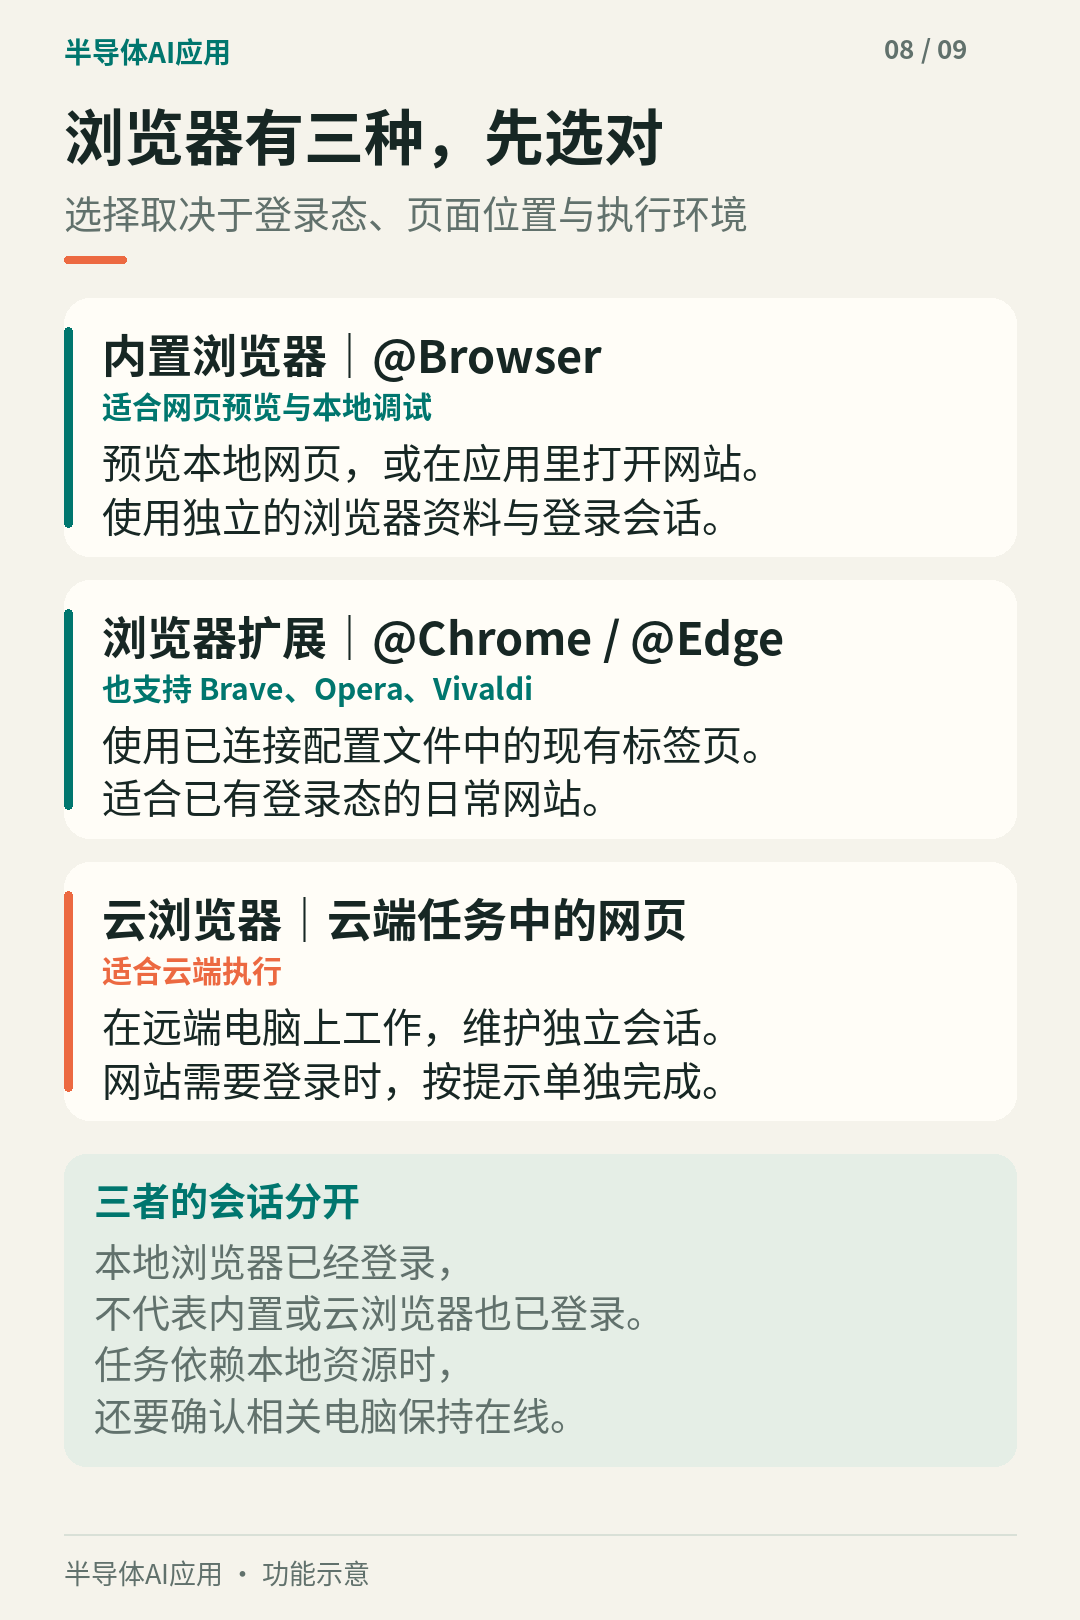 半导体AI应用
08 / 09
浏览器有三种，先选对
选择取决于登录态、页面位置与执行环境
内置浏览器｜@Browser
适合网页预览与本地调试
预览本地网页，或在应用里打开网站。
使用独立的浏览器资料与登录会话。
浏览器扩展｜@Chrome / @Edge
也支持 Brave、Opera、Vivaldi
使用已连接配置文件中的现有标签页。
适合已有登录态的日常网站。
云浏览器｜云端任务中的网页
适合云端执行
在远端电脑上工作，维护独立会话。
网站需要登录时，按提示单独完成。
三者的会话分开
本地浏览器已经登录，
不代表内置或云浏览器也已登录。
任务依赖本地资源时，
还要确认相关电脑保持在线。
半导体AI应用 · 功能示意